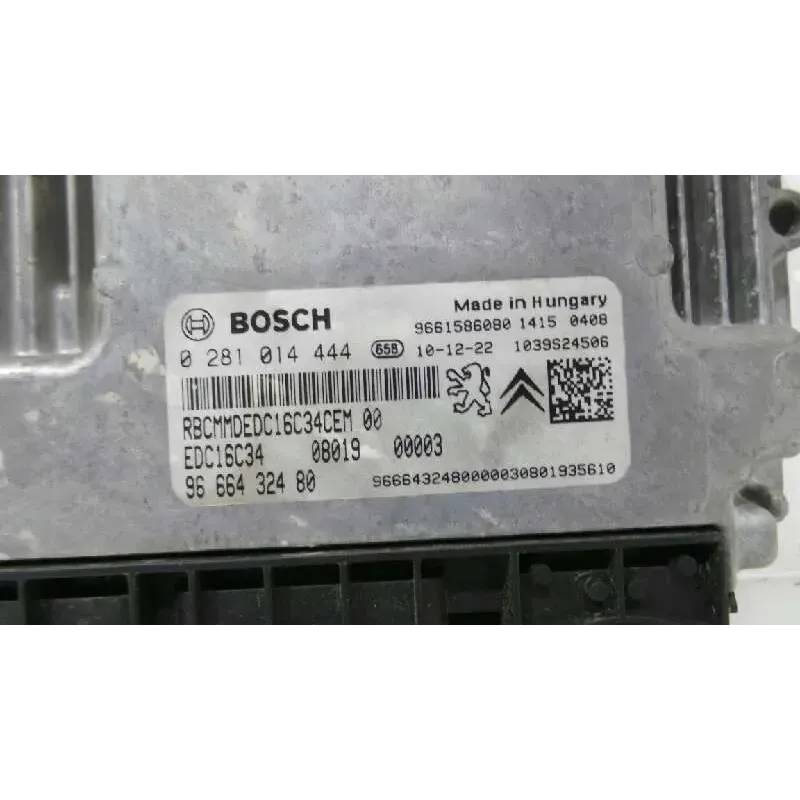 BOSCH
Made in Hungary
9661586080 1415 0408
0 281 014 444 658 10-12-22 1039S24506
RBCMMDEDC16C34CEM 00
EDC16C34 08019 00003
96 664 324 80 9666432480000030801935610